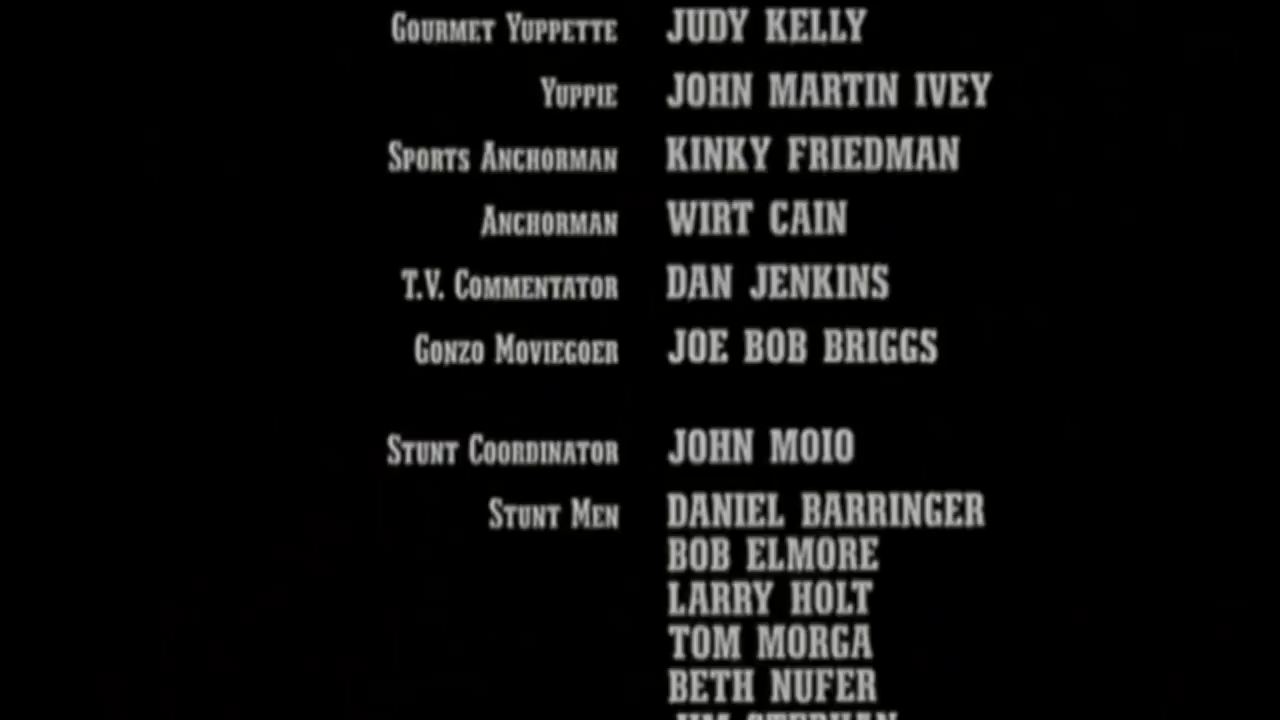 Gourmet Yuppette JUDY KELLY
Yuppie JOHN MARTIN IVEY
Sports Anchorman KINKY FRIEDMAN
Anchorman WIRT CAIN
T.V. Commentator DAN JENKINS
Gonzo Moviegoer JOE BOB BRIGGS
Stunt Coordinator JOHN MOIO
Stunt Men DANIEL BARRINGER
BOB ELMORE
LARRY HOLT
TOM MORGA
BETH NUFER